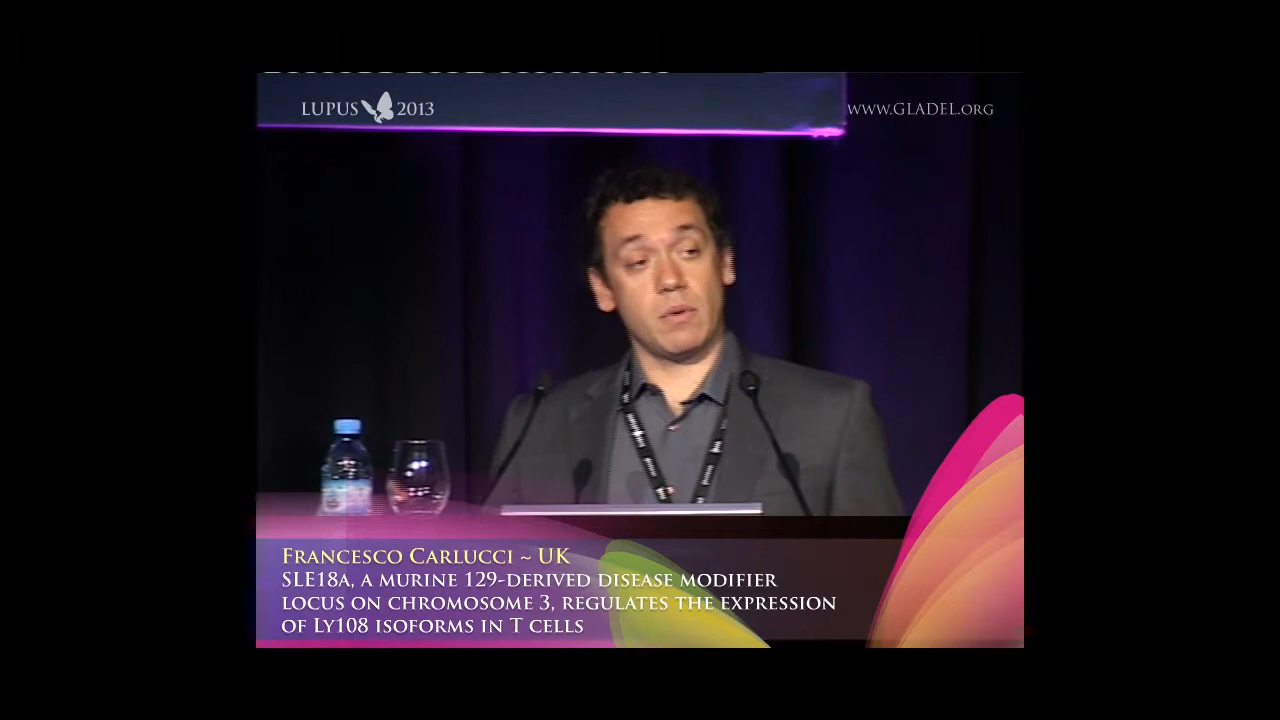 LUPUS 2013
WWW.GLADEL.ORG
FRANCESCO CARLUCCI ~ UK
SLE18A, A MURINE 129-DERIVED DISEASE MODIFIER
LOCUS ON CHROMOSOME 3, REGULATES THE EXPRESSION
OF LY108 ISOFORMS IN T CELLS